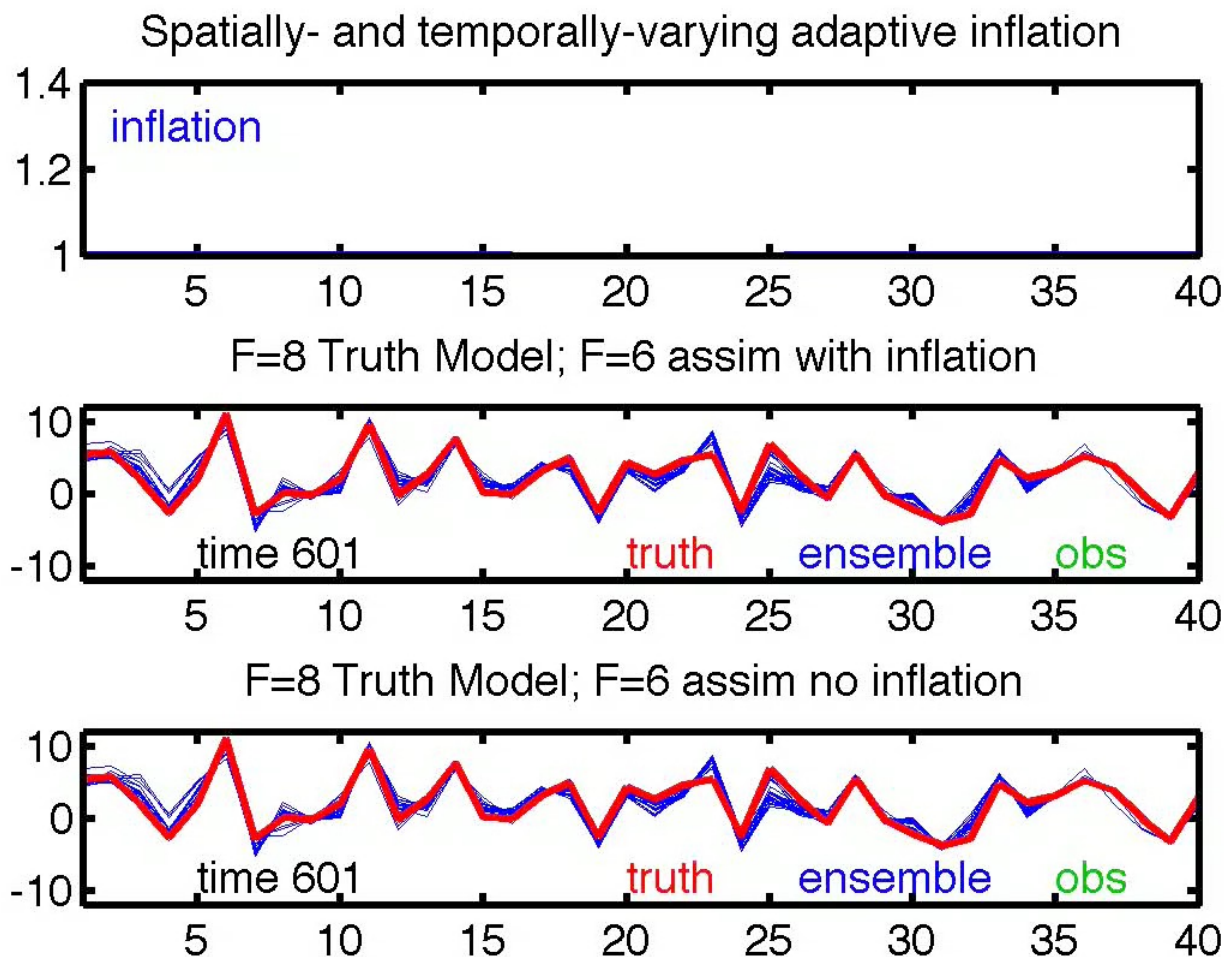 Spatially- and temporally-varying adaptive inflation
1.4
inflation
1.2
1
5 10 15 20 25 30 35 40
F=8 Truth Model; F=6 assim with inflation
10
0
-10
time 601 truth ensemble obs
5 10 15 20 25 30 35 40
F=8 Truth Model; F=6 assim no inflation
10
0
-10
time 601 truth ensemble obs
5 10 15 20 25 30 35 40